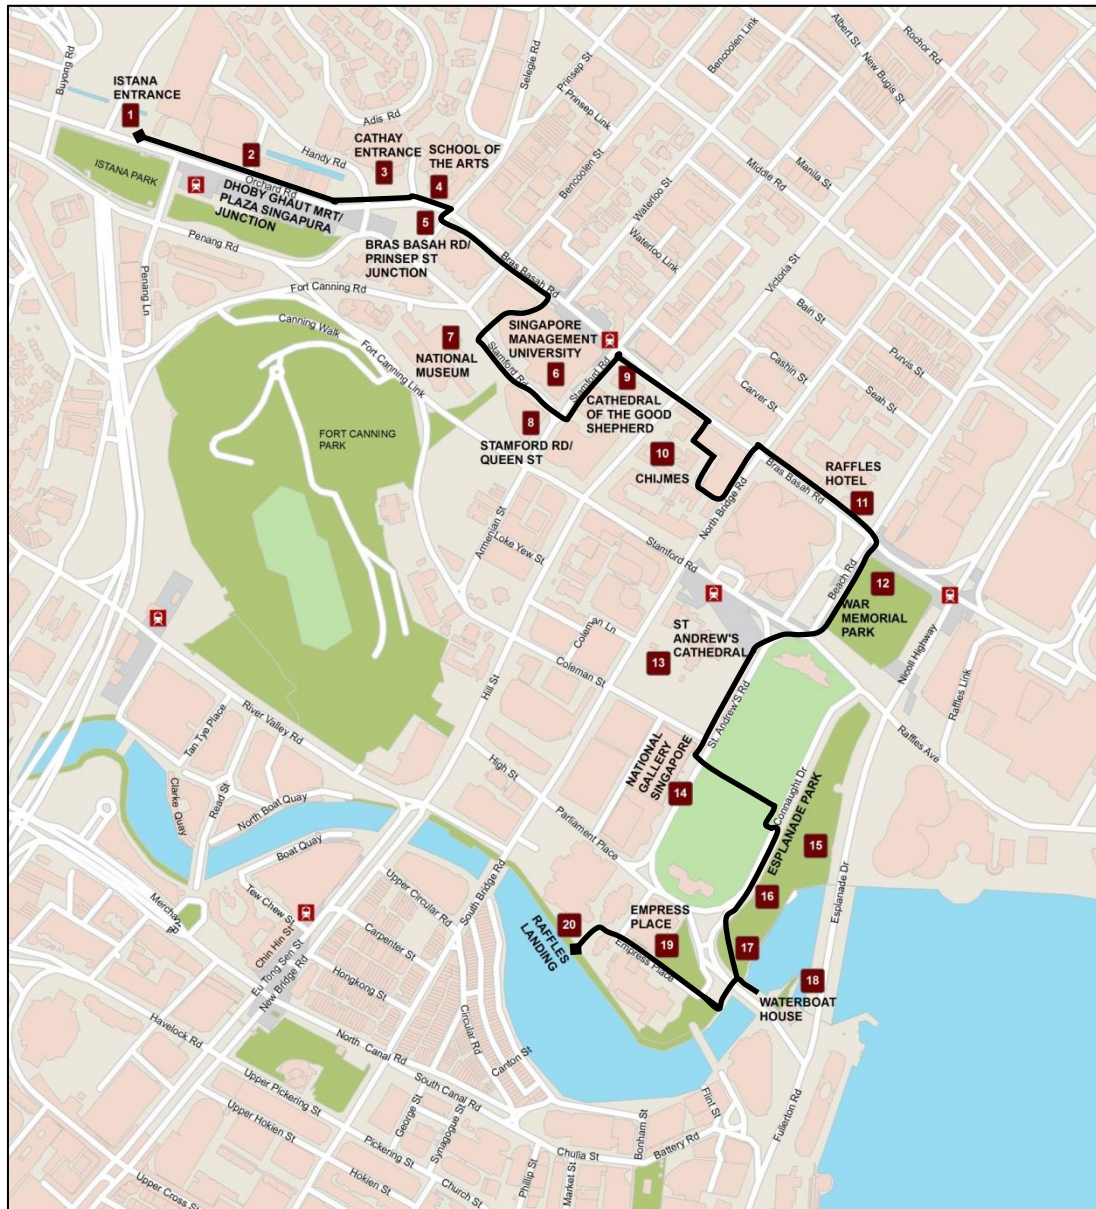 Buyong Rd
ISTANA
ENTRANCE
1
2
ISTANA PARK
Orchard Rd
Handy Rd
Adis Rd
DHOBY GHAUT MRT/
PLAZA SINGAPURA
JUNCTION
CATHAY
ENTRANCE
3
SCHOOL OF
THE ARTS
4
5
BRAS BASAH RD/
PRINSEP ST
JUNCTION
Penang Rd
Penang Ln
Selegie Rd
Prinsep St
Prinsep Link
Bencoolen Link
Bencoolen St
Albert St
New Bugis St
Rochor Rd
Manila St
Middle Rd
Waterloo St
Waterloo Link
Victoria St
Bain St
Cashin St
Purvis St
Seah St
Carver St
Bras Basah Rd
Fort Canning Rd
Canning Walk
Fort Canning Link
7
NATIONAL
MUSEUM
SINGAPORE
MANAGEMENT
UNIVERSITY
6
Stamford Rd
Stamford Rd
8
STAMFORD RD/
QUEEN ST
9
CATHEDRAL
OF THE GOOD
SHEPHERD
10
CHIJMES
FORT CANNING
PARK
North Bridge Rd
Bras Basah Rd
RAFFLES
HOTEL
11
Armenian St
Loke Yew St
Stamford Rd
Beach Rd
12
WAR
MEMORIAL
PARK
Nicoll Highway
Raffles Link
Raffles Ave
Coleman Ln
Coleman St
ST
ANDREW'S
CATHEDRAL
13
Hill St
St. Andrew'S Rd
River Valley Rd
Tan Tye Place
High St
NATIONAL
GALLERY
SINGAPORE
14
Connaught Dr
ESPLANADE PARK
15
Parliament Place
Clarke
Quay
Read St
North Boat Quay
Boat Quay
Upper Circular Rd
South Bridge Rd
16
Esplanade Dr
20
RAFFLES
LANDING
EMPRESS
PLACE
19
Empress Place
17
18
WATERBOAT
HOUSE
Merchant Rd
Tew Chew St
Chin Hin St
Eu Tong Sen St
New Bridge Rd
Carpenter St
Hongkong St
Circular Rd
Canton St
North Canal Rd
South Canal Rd
Havelock Rd
Upper Pickering St
Upper Hokien St
Pickering St
Hokien St
Upper Cross St
George St
Synagogue St
Church St
Chulia St
Phillip St
Market St
Bonham St
Battery Rd
Flint St
Fullerton Rd